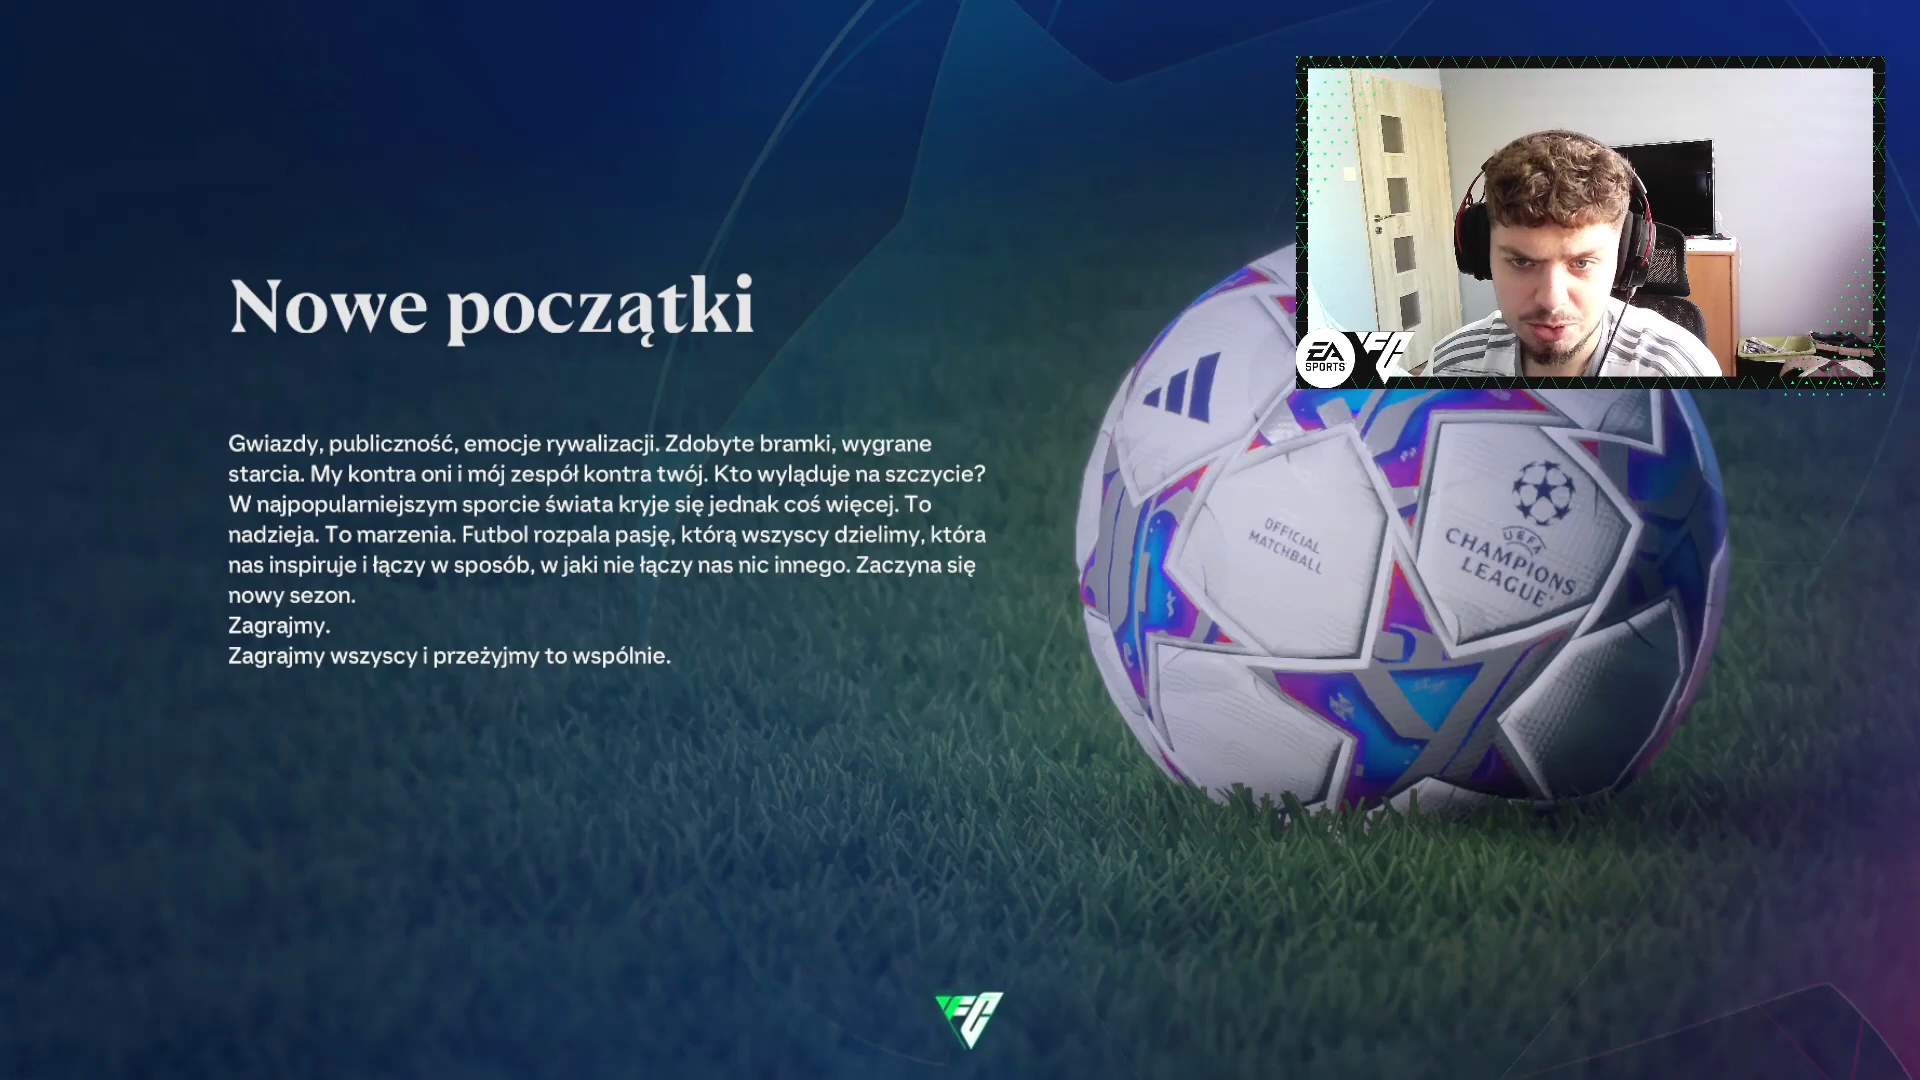 Nowe początki
Gwiazdy, publiczność, emocje rywalizacji. Zdobyte bramki, wygrane
starcia. My kontra oni i mój zespół kontra twój. Kto wyląduje na szczycie?
W najpopularniejszym sporcie świata kryje się jednak coś więcej. To
nadzieja. To marzenia. Futbol rozpala pasję, którą wszyscy dzielimy, która
nas inspiruje i łączy w sposób, w jaki nie łączy nas nic innego. Zaczyna się
nowy sezon.
Zagrajmy.
Zagrajmy wszyscy i przeżyjmy to wspólnie.
EA
SPORTS
FC
OFFICIAL
MATCHBALL
UEFA
CHAMPIONS
LEAGUE
FC